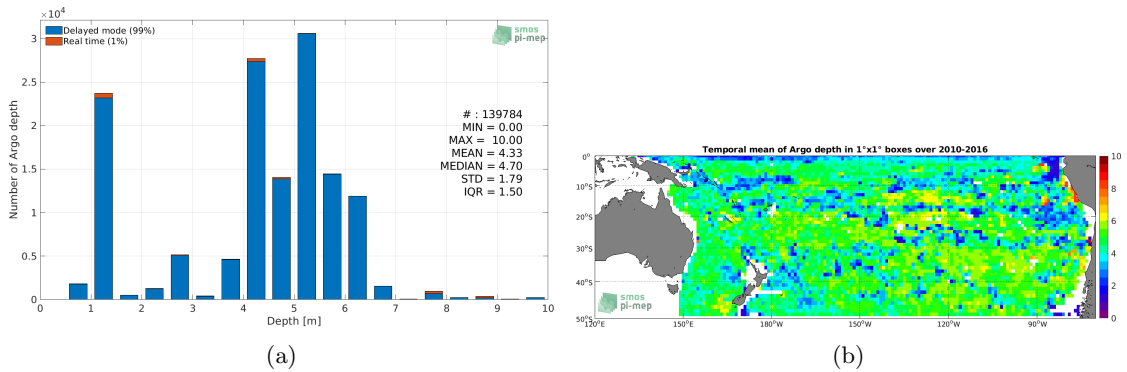 ×10⁴
Delayed mode (99%)
Real time (1%)
smos
pi-mep
3
2.5
2
1.5
1
0.5
0
Number of Argo depth
# : 139784
MIN = 0.00
MAX = 10.00
MEAN = 4.33
MEDIAN = 4.70
STD = 1.79
IQR = 1.50
0 1 2 3 4 5 6 7 8 9 10
Depth [m]
(a)
Temporal mean of Argo depth in 1°x1° boxes over 2010-2016
0°
10°S
20°S
30°S
40°S
50°S
120°E 150°E 180°W 150°W 120°W 90°W
smos
pi-mep
10
8
6
4
2
0
(b)